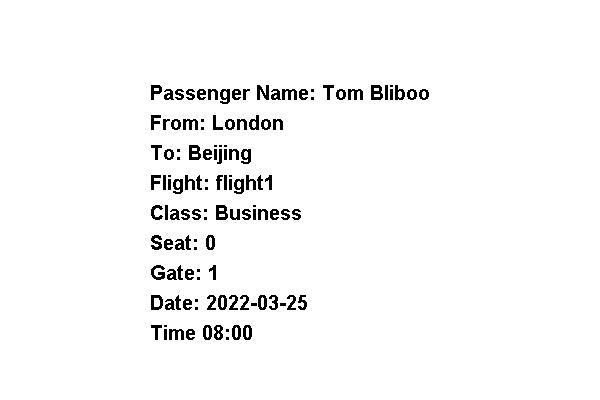 Passenger Name: Tom Bliboo
From: London
To: Beijing
Flight: flight1
Class: Business
Seat: 0
Gate: 1
Date: 2022-03-25
Time 08:00